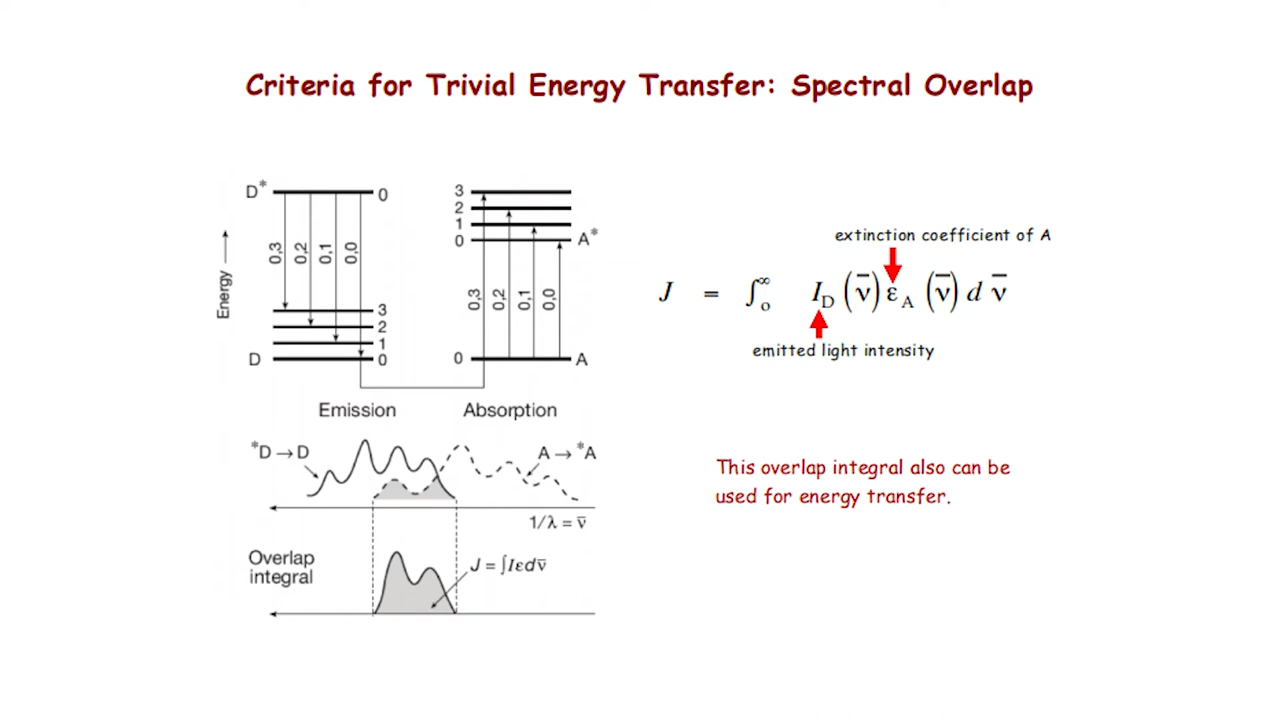 Criteria for Trivial Energy Transfer: Spectral Overlap
D* 0
3
2
1
0 A*
Energy →
0,3 0,2 0,1 0,0
0,3 0,2 0,1 0,0
3
2
1
D 0
0 A
Emission Absorption
*D → D A → *A
1/λ = ν̅
Overlap
integral
J = ∫Iεdν̅
extinction coefficient of A
J = ∫₀^∞ I_D (ν̅) ε_A (ν̅) d ν̅
emitted light intensity
This overlap integral also can be
used for energy transfer.